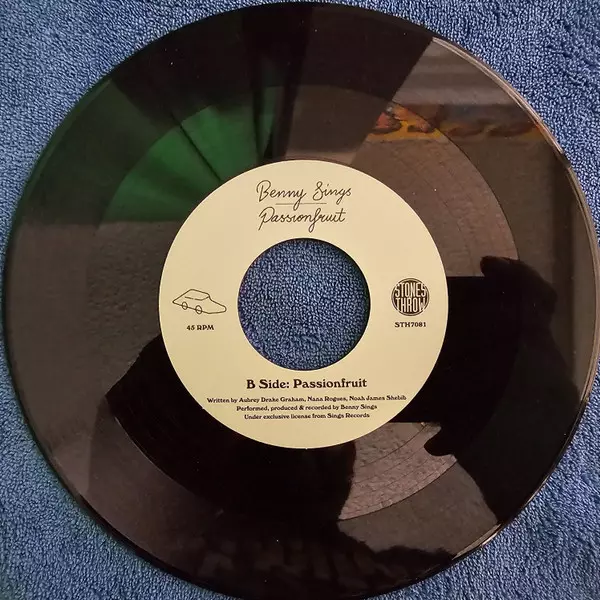 Benny Sings
Passionfruit
STONES
THROW
45 RPM
STH7081
B Side: Passionfruit
Written by Aubrey Drake Graham, Nana Rogues, Noah James Shebib
Performed, produced & recorded by Benny Sings
Under exclusive license from Sings Records